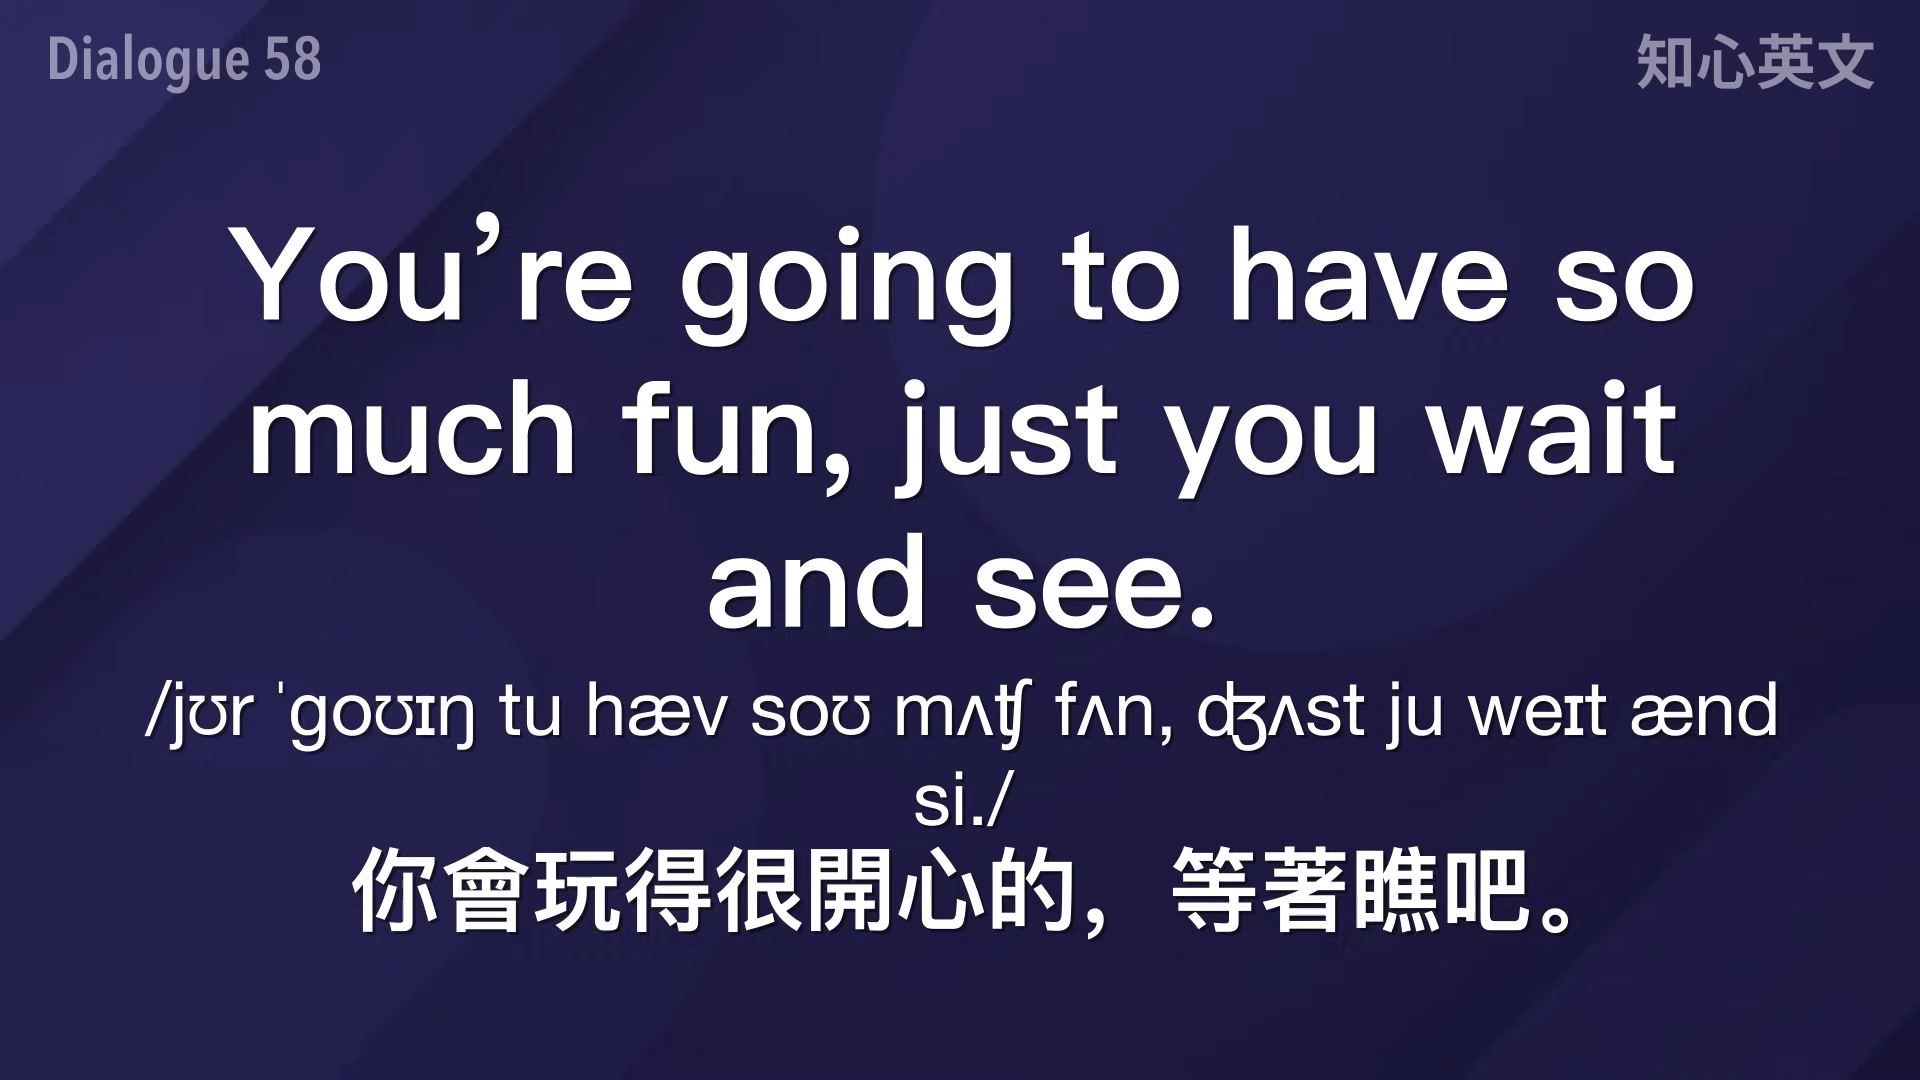 Dialogue 58
知心英文
You’re going to have so
much fun, just you wait
and see.
/jʊr ˈgoʊɪŋ tu hæv soʊ mʌʧ fʌn, ʤʌst ju weɪt ænd
si./
你會玩得很開心的，等著瞧吧。